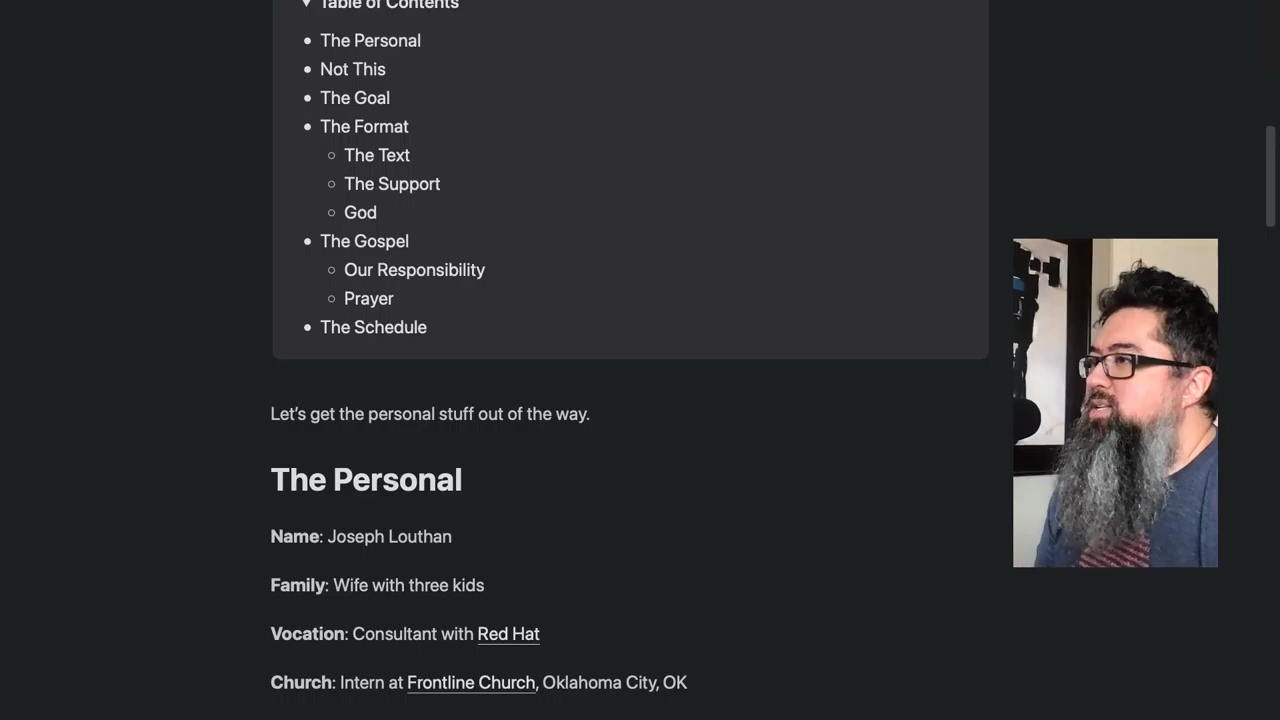 Table of Contents
The Personal
Not This
The Goal
The Format
The Text
The Support
God
The Gospel
Our Responsibility
Prayer
The Schedule
Let’s get the personal stuff out of the way.
The Personal
Name: Joseph Louthan
Family: Wife with three kids
Vocation: Consultant with Red Hat
Church: Intern at Frontline Church, Oklahoma City, OK